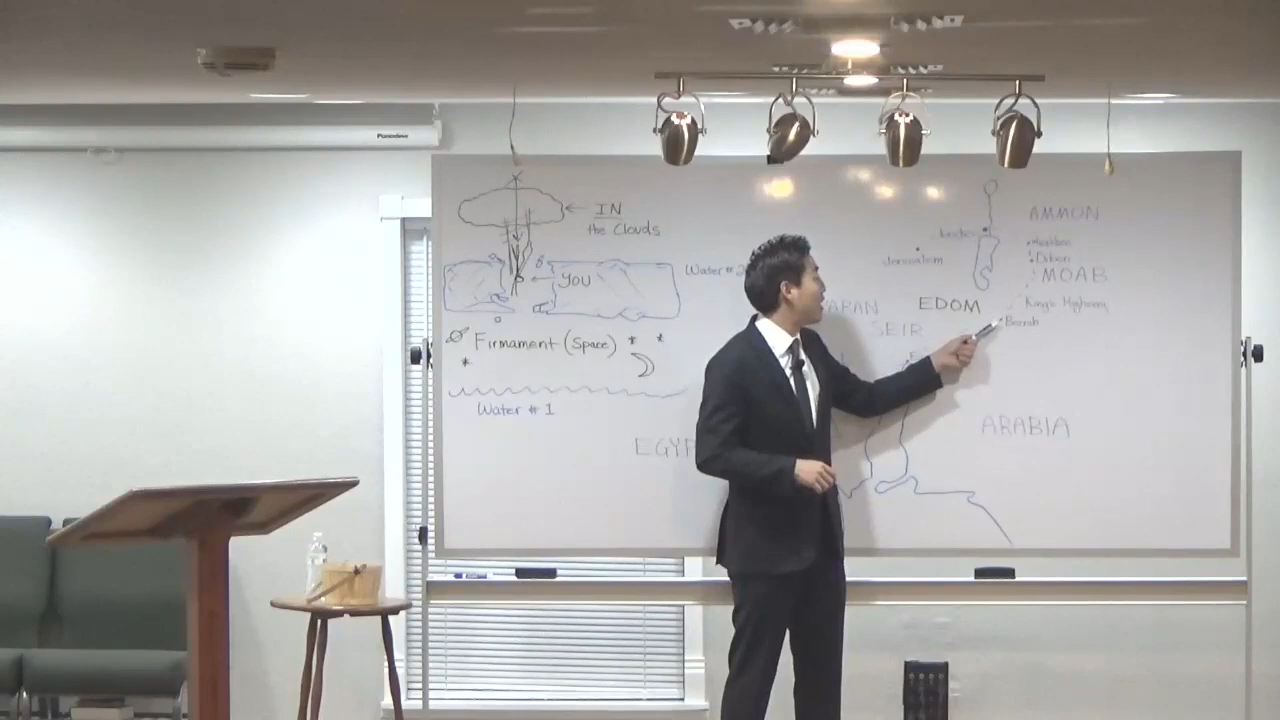 Panasonic
IN
the Clouds
YOU
Water # 2
Firmament (Space)
Water # 1
EGYP
AMMON
Jerusalem
Heshbon
Dibon
MOAB
PARAN
EDOM
King's Highway
SEIR
Bozrah
ARABIA